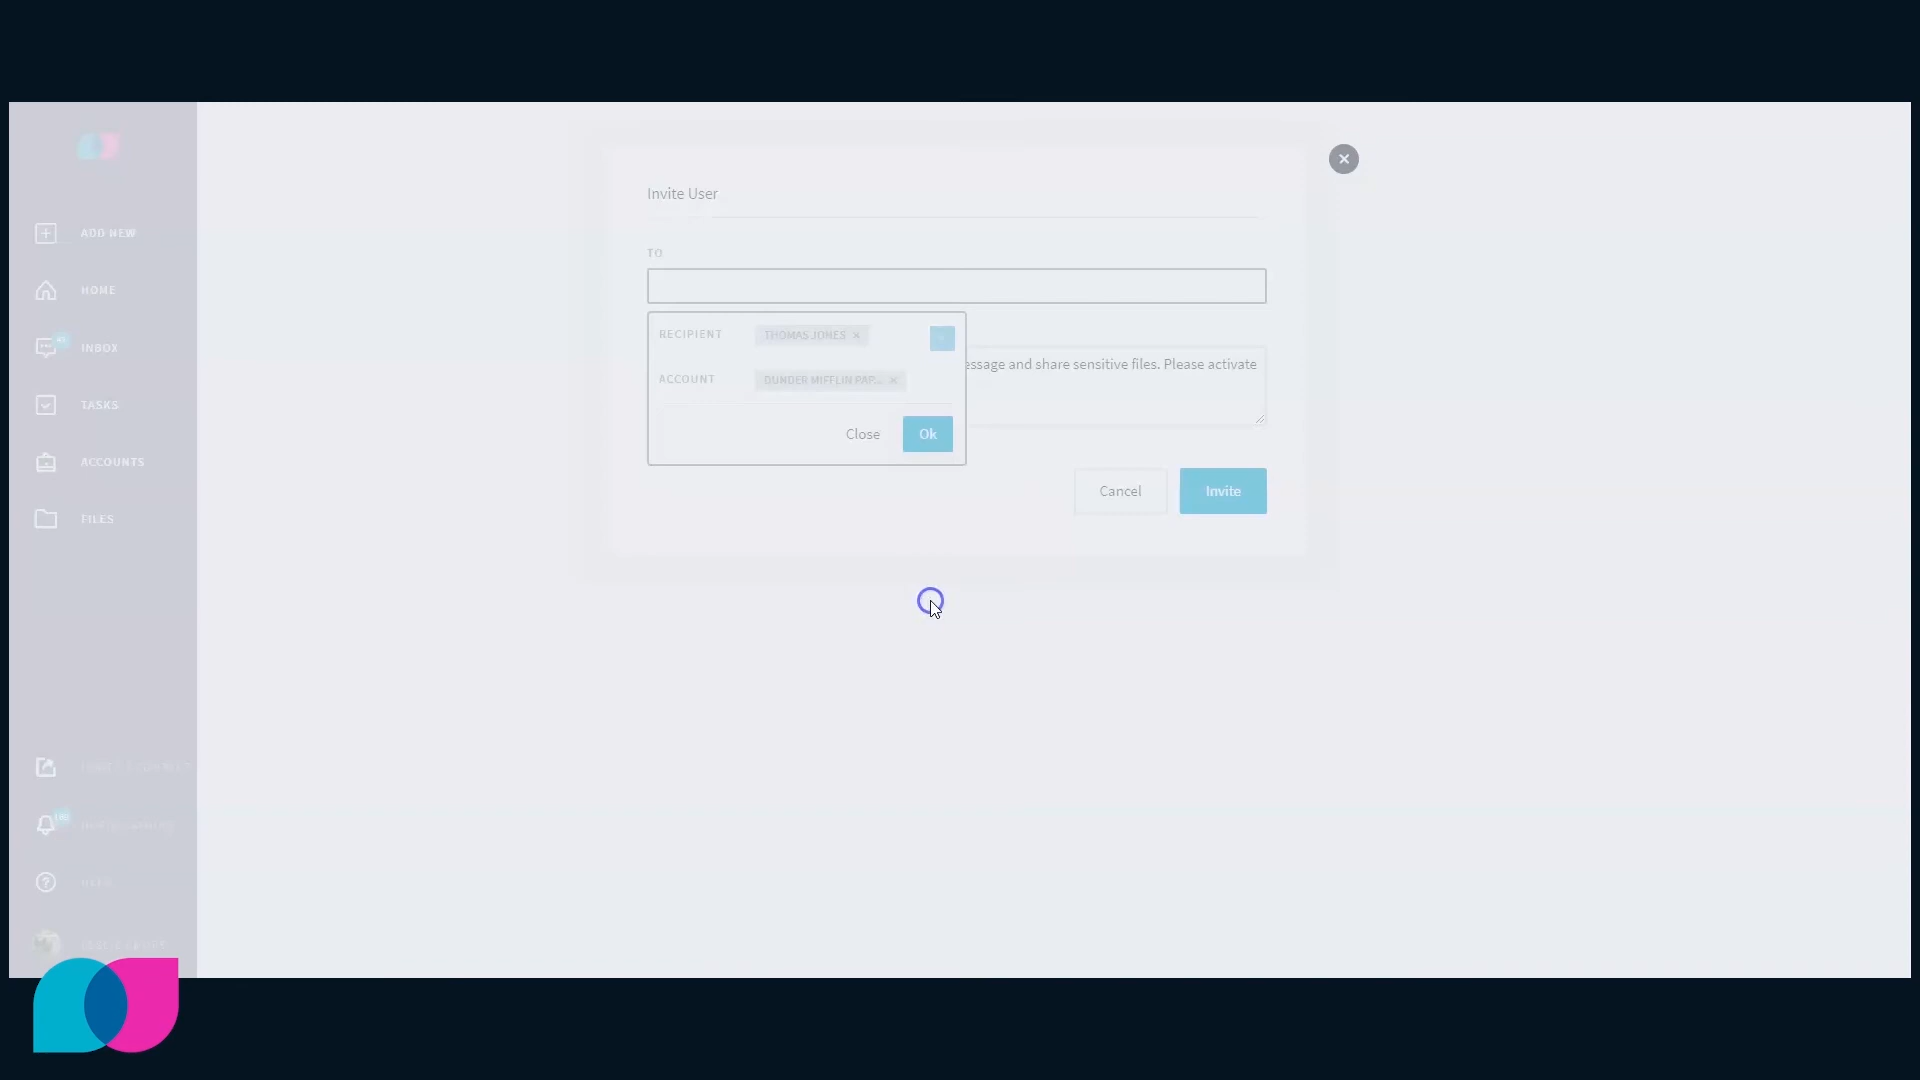 Invite User
ADD NEW
TO
HOME
RECIPIENT THOMAS JONES ×
INBOX
essage and share sensitive files. Please activate
ACCOUNT DUNDER MIFFLIN PAP... ×
TASKS
Close Ok
ACCOUNTS
Cancel Invite
FILES
HELP